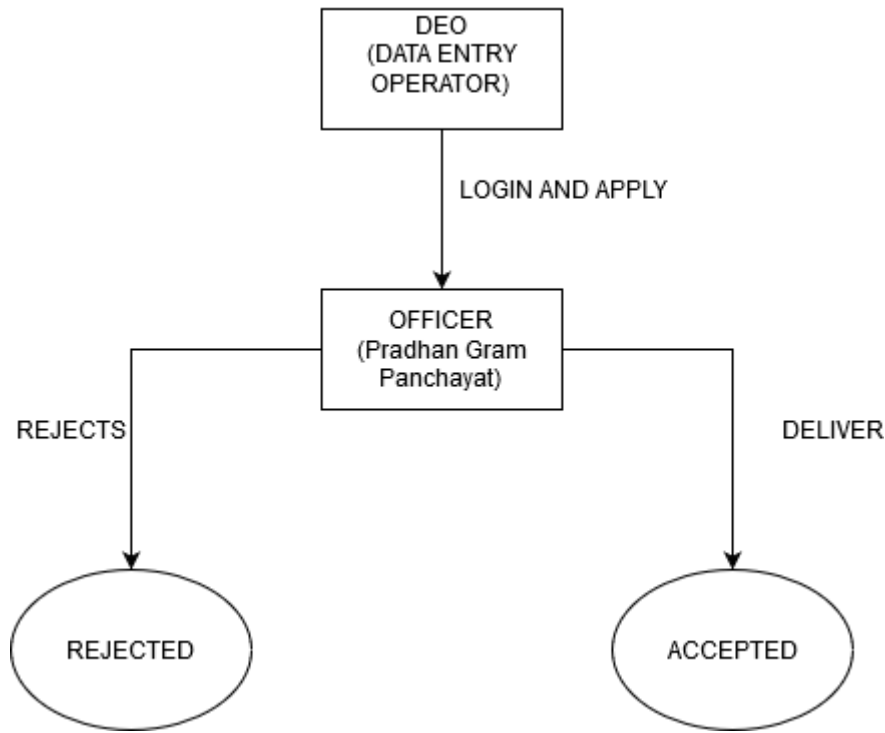 DEO
(DATA ENTRY
OPERATOR)
LOGIN AND APPLY
OFFICER
(Pradhan Gram
Panchayat)
REJECTS
DELIVER
REJECTED
ACCEPTED